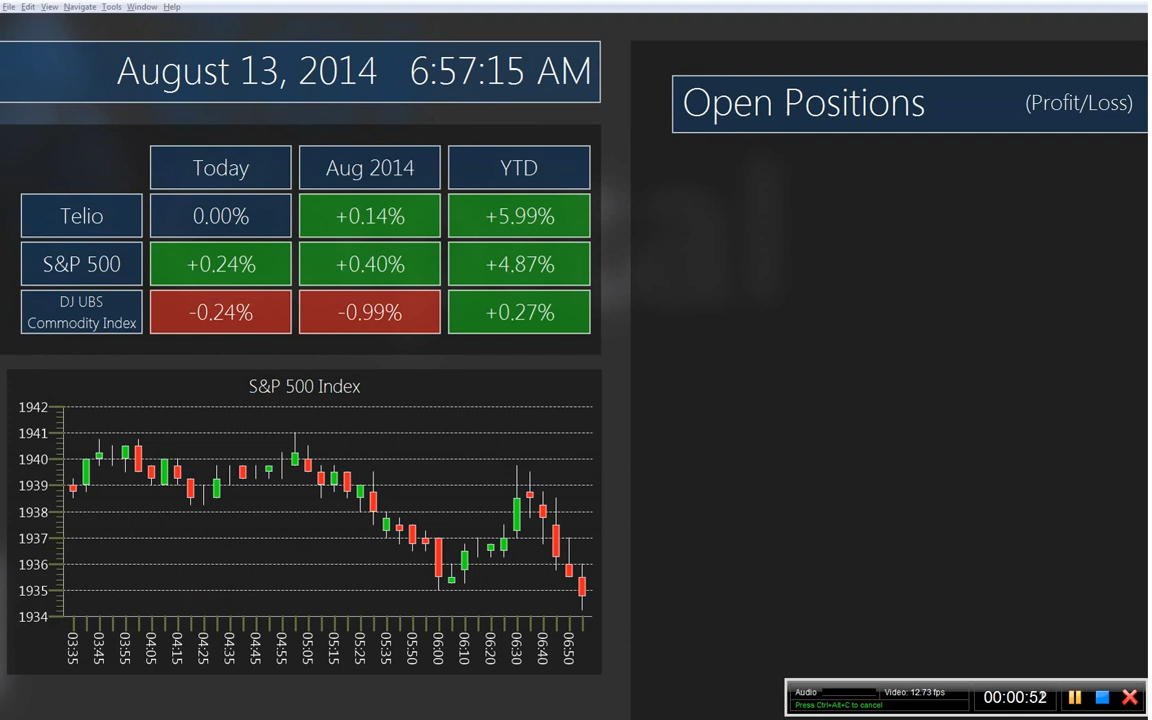 File Edit View Navigate Tools Window Help
August 13, 2014 6:57:15 AM
Open Positions (Profit/Loss)
Today Aug 2014 YTD
Telio 0.00% +0.14% +5.99%
S&P 500 +0.24% +0.40% +4.87%
DJ UBS
Commodity Index -0.24% -0.99% +0.27%
S&P 500 Index
1942
1941
1940
1939
1938
1937
1936
1935
1934
03:35 03:45 03:55 04:05 04:15 04:25 04:35 04:45 04:55 05:05 05:15 05:25 05:35 05:50 06:00 06:10 06:20 06:30 06:40 06:50
Audio Video: 12.73 fps
Press Ctrl+Alt+C to cancel
00:00:52